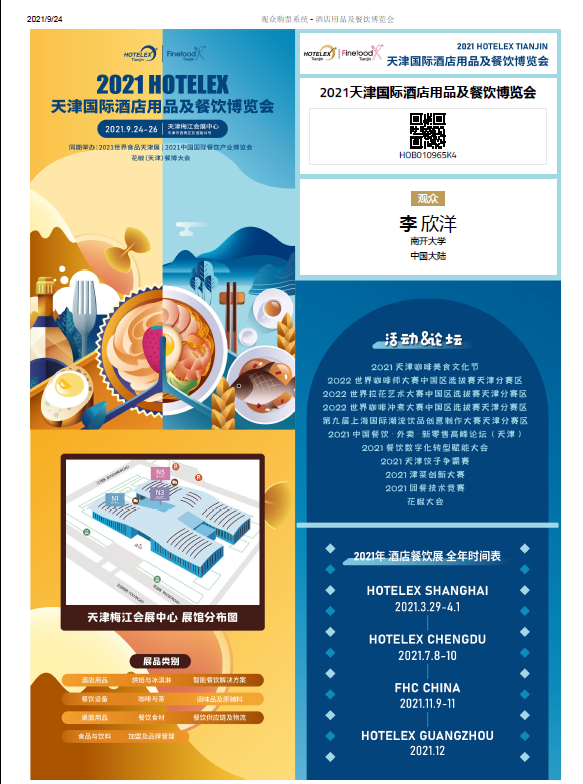 2021/9/24
观众购票系统 - 酒店用品及餐饮博览会
HOTELEX
Tianjin
Finefood
Tianjin
2021 HOTELEX
天津国际酒店用品及餐饮博览会
2021.9.24-26
天津梅江会展中心
同期举办：2021世界食品天津展 | 2021中国国际餐饮产业博览会
花椒（天津）餐博大会
N5
N3
N1
天津梅江会展中心 展馆分布图
展品类别
酒店用品 烘焙与冰淇淋 智能餐饮解决方案
餐饮设备 咖啡与茶 调味品及原辅料
桌面用品 餐饮食材 餐饮供应链及物流
食品与饮料 加盟及品牌管理
HOTELEX
Tianjin
Finefood
Tianjin
2021 HOTELEX TIANJIN
天津国际酒店用品及餐饮博览会
2021天津国际酒店用品及餐饮博览会
HOB010965K4
观众
李 欣洋
南开大学
中国大陆
活动&论坛
2021 天津咖啡美食文化节
2022 世界咖啡师大赛中国区选拔赛天津分赛区
2022 世界拉花艺术大赛中国区选拔赛天津分赛区
2022 世界咖啡冲煮大赛中国区选拔赛天津分赛区
第九届上海国际潮流饮品创意制作大赛天津分赛区
2021 中国餐饮·外卖·新零售高峰论坛（天津）
2021 餐饮数字化转型赋能大会
2021 天津饺子争霸赛
2021 津菜创新大赛
2021 团餐技术竞赛
花椒大会
2021年 酒店餐饮展 全年时间表
HOTELEX SHANGHAI
2021.3.29-4.1
HOTELEX CHENGDU
2021.7.8-10
FHC CHINA
2021.11.9-11
HOTELEX GUANGZHOU
2021.12